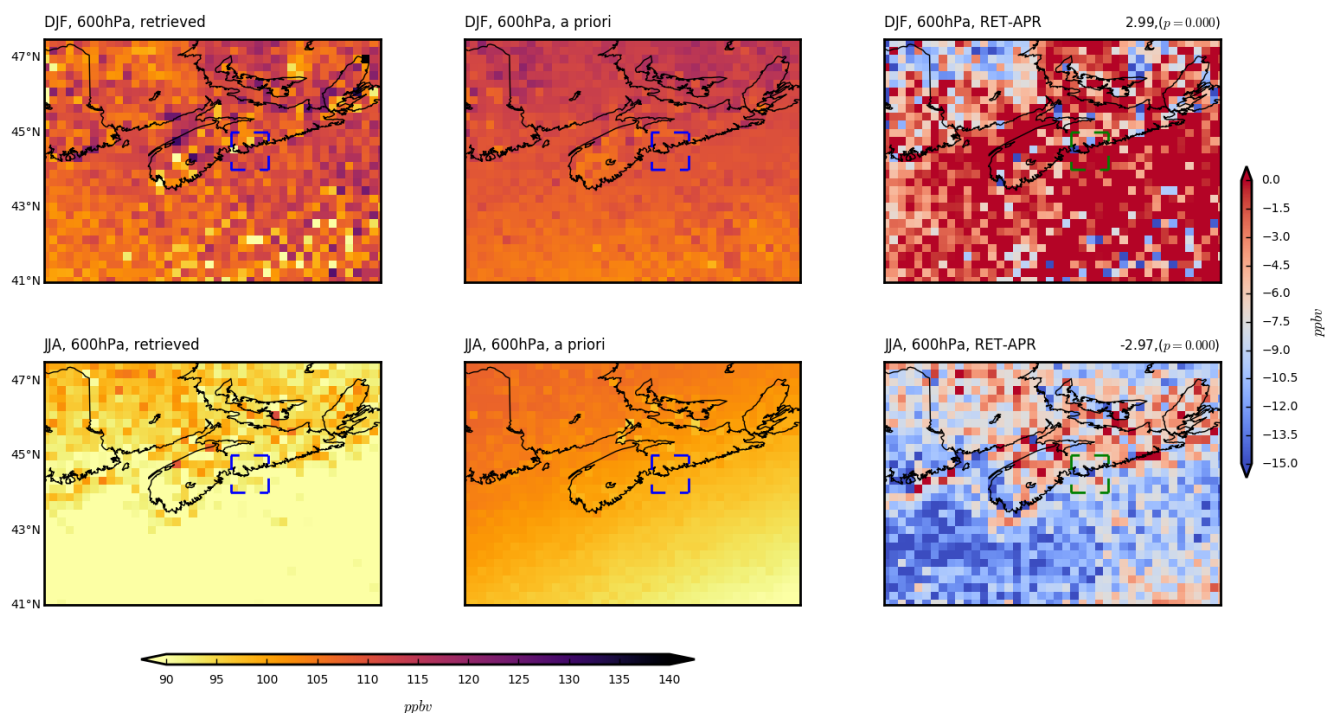 DJF, 600hPa, retrieved
DJF, 600hPa, a priori
DJF, 600hPa, RET-APR
2.99,(p = 0.000)
47°N
45°N
43°N
41°N
JJA, 600hPa, retrieved
JJA, 600hPa, a priori
JJA, 600hPa, RET-APR
-2.97,(p = 0.000)
47°N
45°N
43°N
41°N
0.0
−1.5
−3.0
−4.5
−6.0
−7.5
−9.0
−10.5
−12.0
−13.5
−15.0
ppbv
90 95 100 105 110 115 120 125 130 135 140
ppbv